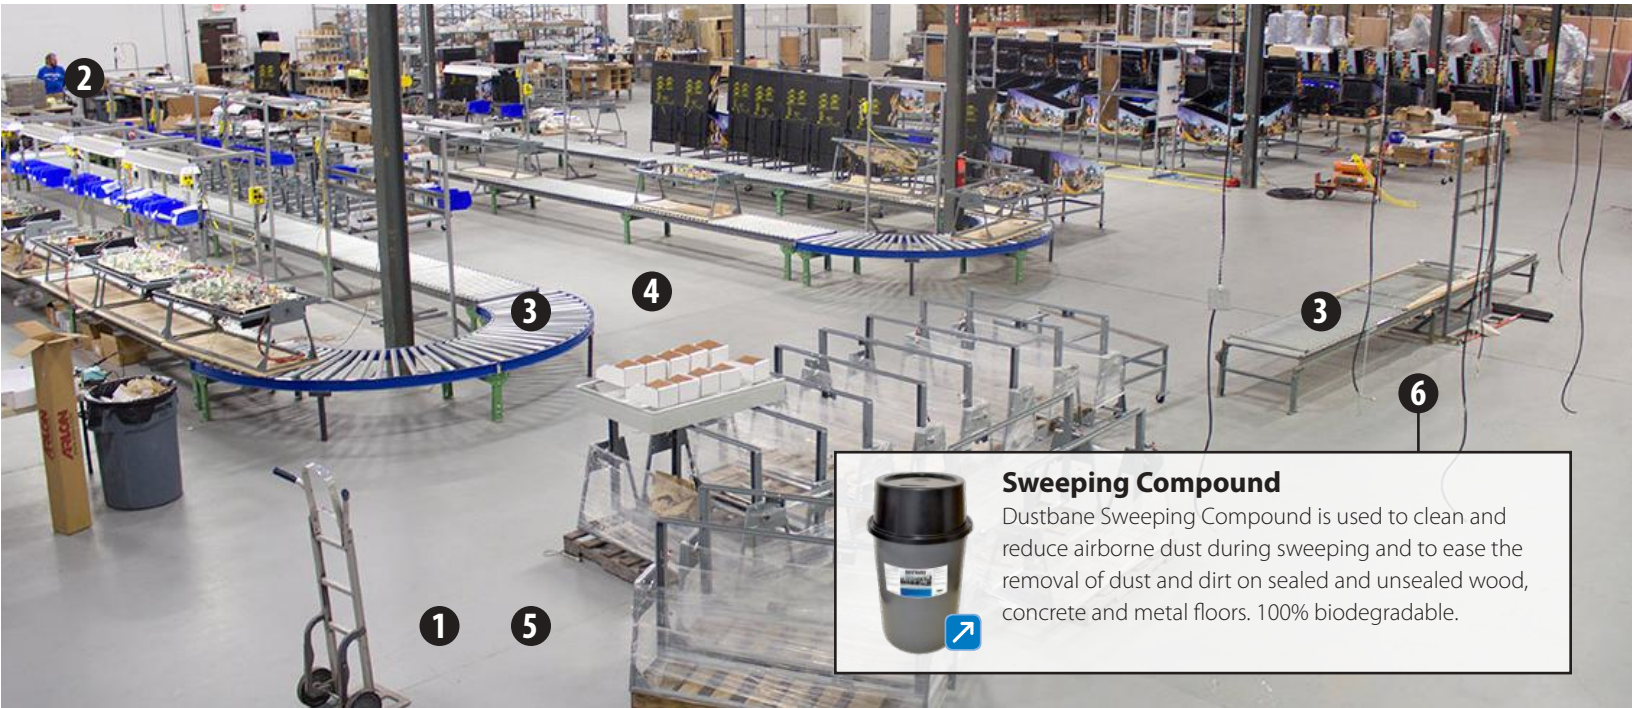 2
4
3
3
6
AFLON
AFLON
1
5
Sweeping Compound
Dustbane Sweeping Compound is used to clean and
reduce airborne dust during sweeping and to ease the
removal of dust and dirt on sealed and unsealed wood,
concrete and metal floors. 100% biodegradable.